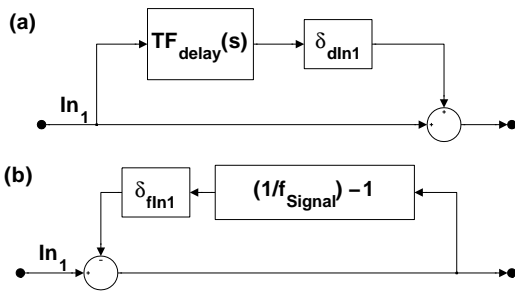 (a)
TF_delay(s)
δ_dIn1
In_1
+
+
(b)
δ_fIn1
(1/f_Signal) −1
In_1
-
+